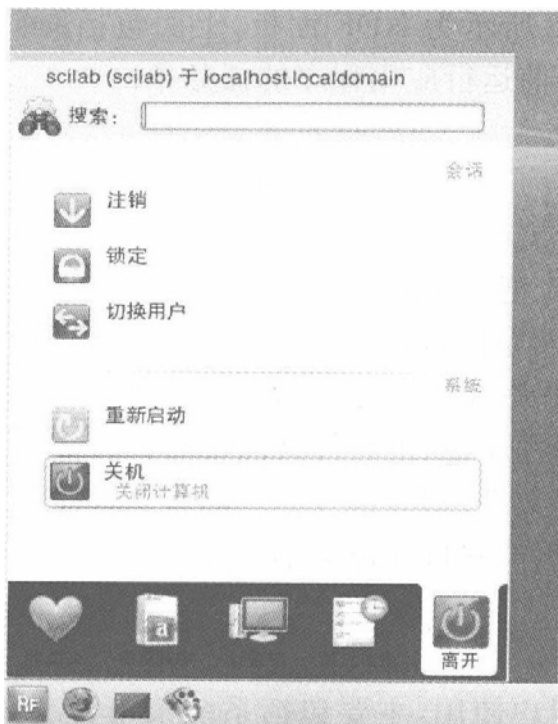 scilab (scilab) 于 localhost.localdomain
搜索：
会话
注销
锁定
切换用户
系统
重新启动
关机
关闭计算机
a
离开
RF